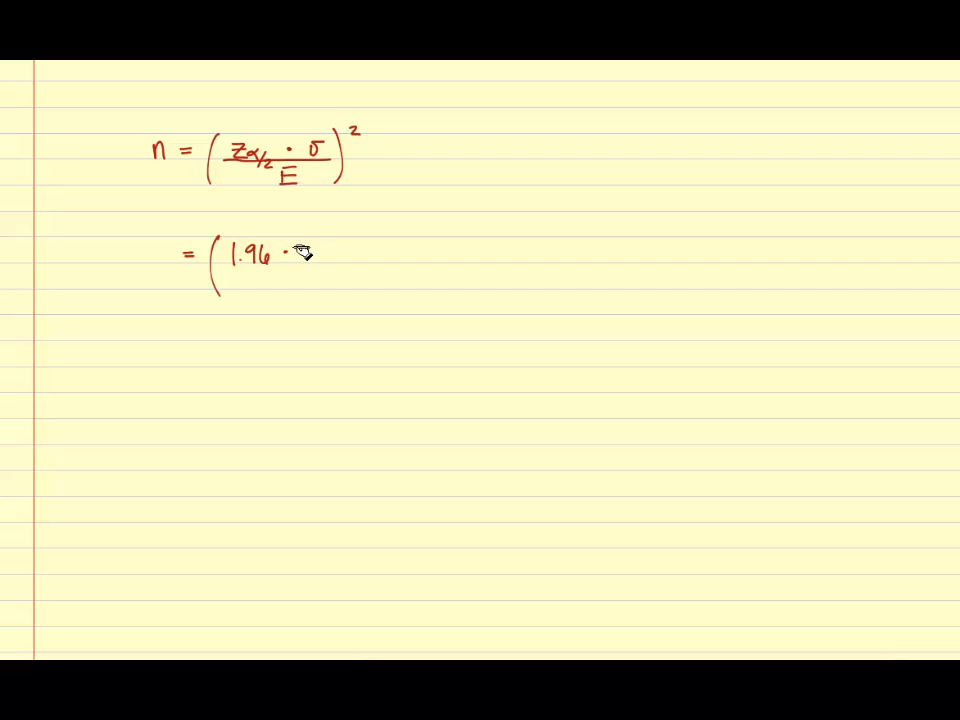 n = ( zα/2 · σ / E )²
= ( 1.96 ·